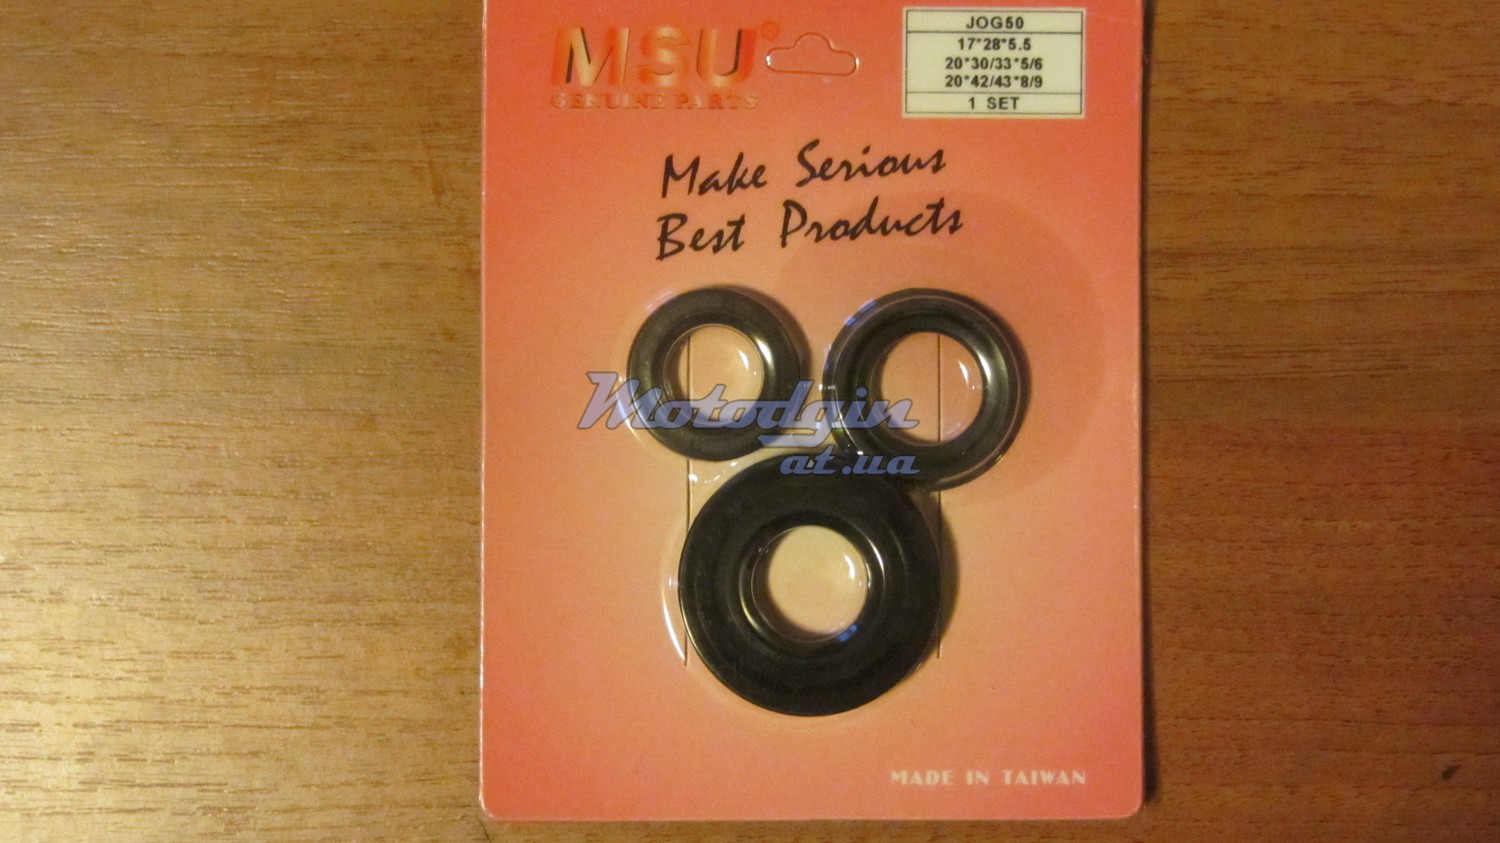 MSU®
GENUINE PARTS
JOG50
17*28*5.5
20*30/33*5/6
20*42/43*8/9
1 SET
Make Serious
Best Products
Motodgin
at.ua
MADE IN TAIWAN